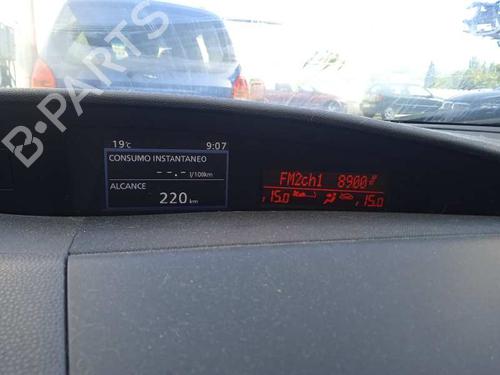 B-PARTS
19°C 9:07
CONSUMO INSTANTANEO
--.- l/100km
ALCANCE
220 km
FM2ch1 8900
15.0 15.0